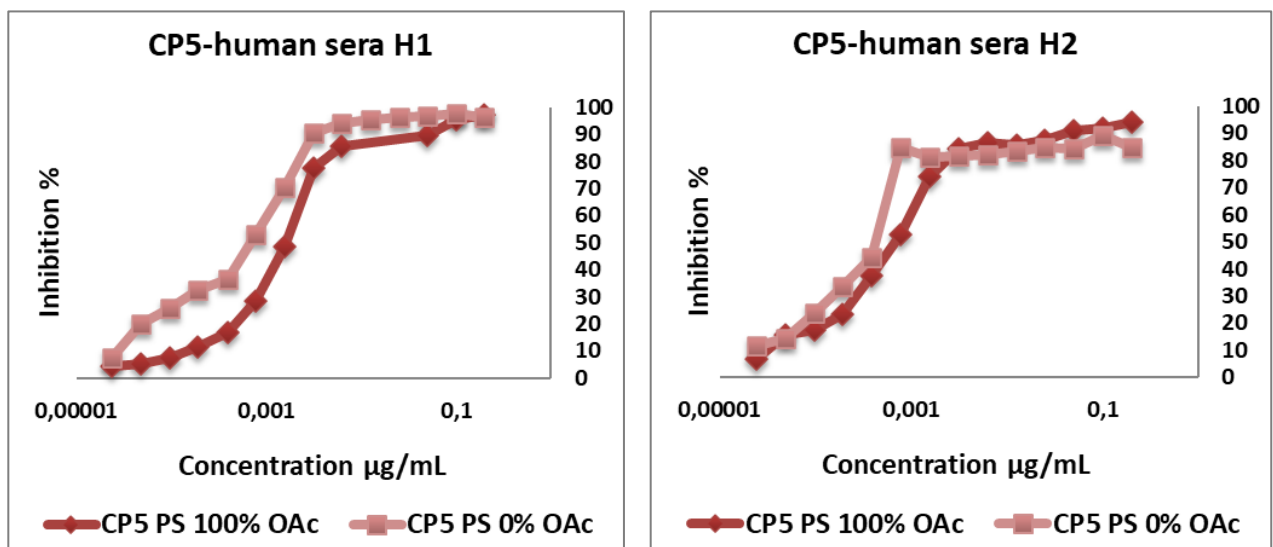 CP5-human sera H1
Inhibition %
100
90
80
70
60
50
40
30
20
10
0
0,00001 0,001 0,1
Concentration µg/mL
CP5 PS 100% OAc CP5 PS 0% OAc
CP5-human sera H2
Inhibition %
100
90
80
70
60
50
40
30
20
10
0
0,00001 0,001 0,1
Concentration µg/mL
CP5 PS 100% OAc CP5 PS 0% OAc